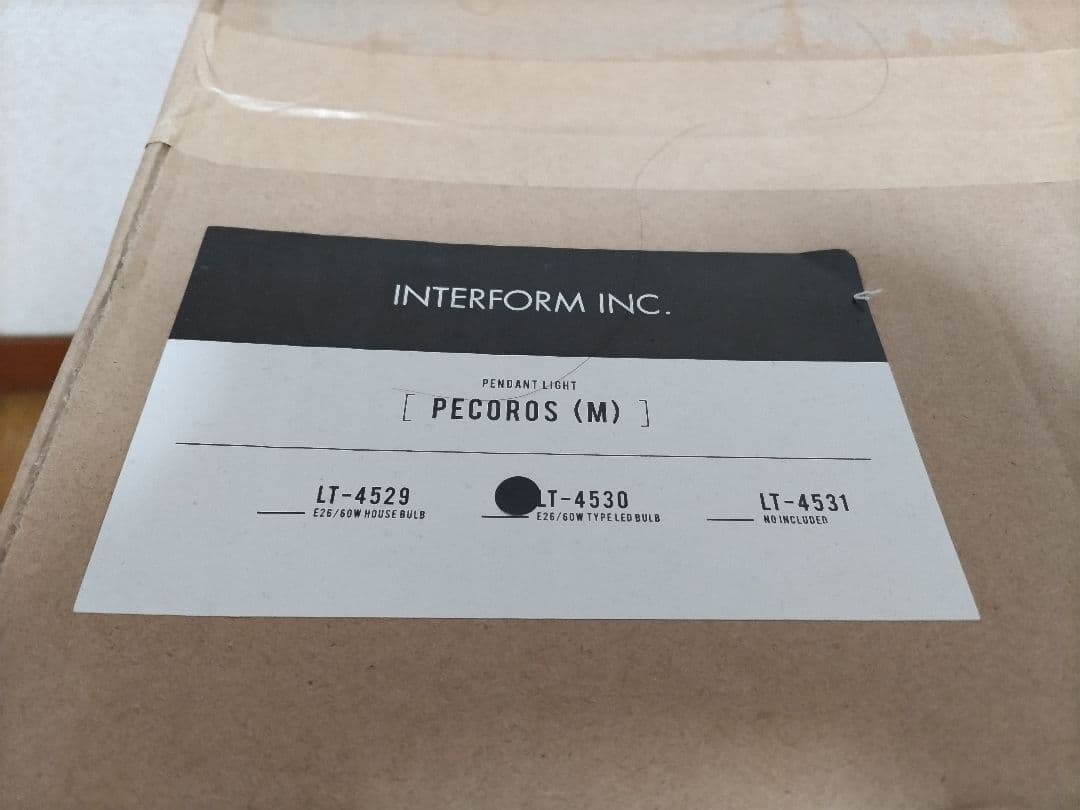 INTERFORM INC.
PENDANT LIGHT
[ PECOROS (M) ]
LT-4529
E26/60W HOUSE BULB
LT-4530
E26/60W TYPE LED BULB
LT-4531
NO INCLUDED